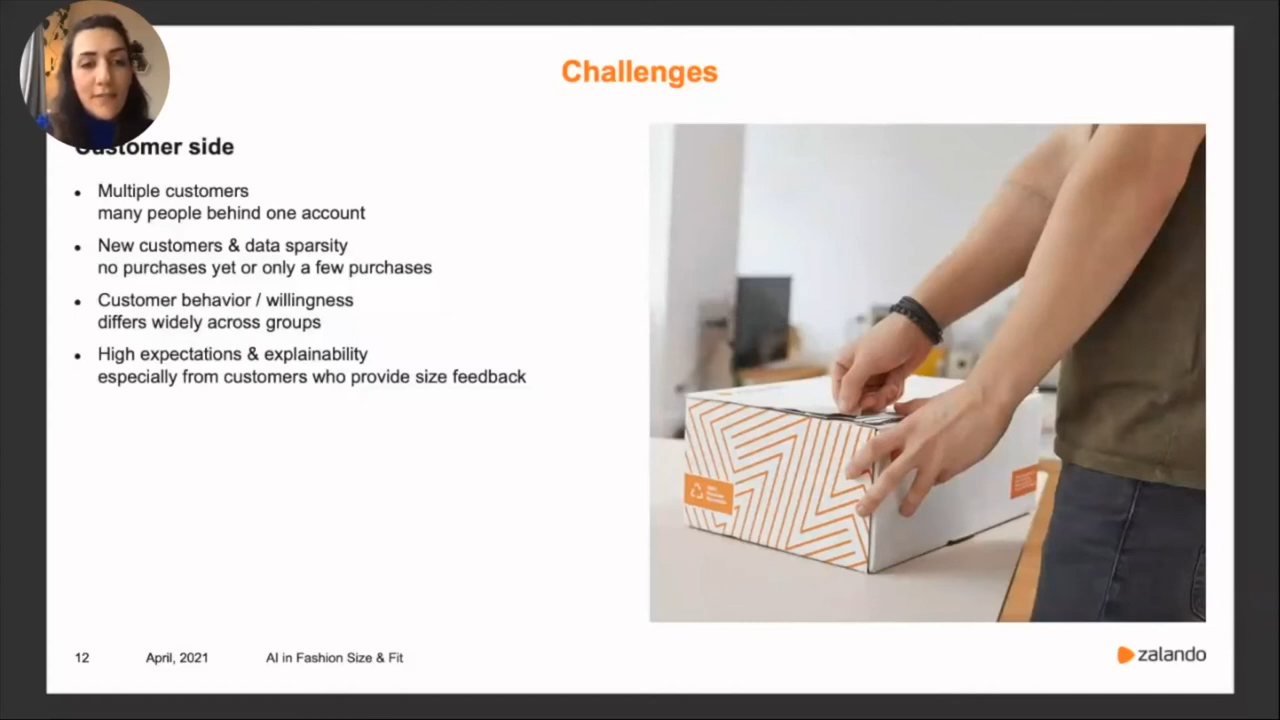 Challenges
Customer side
Multiple customers
many people behind one account
New customers & data sparsity
no purchases yet or only a few purchases
Customer behavior / willingness
differs widely across groups
High expectations & explainability
especially from customers who provide size feedback
12 April, 2021 AI in Fashion Size & Fit
zalando